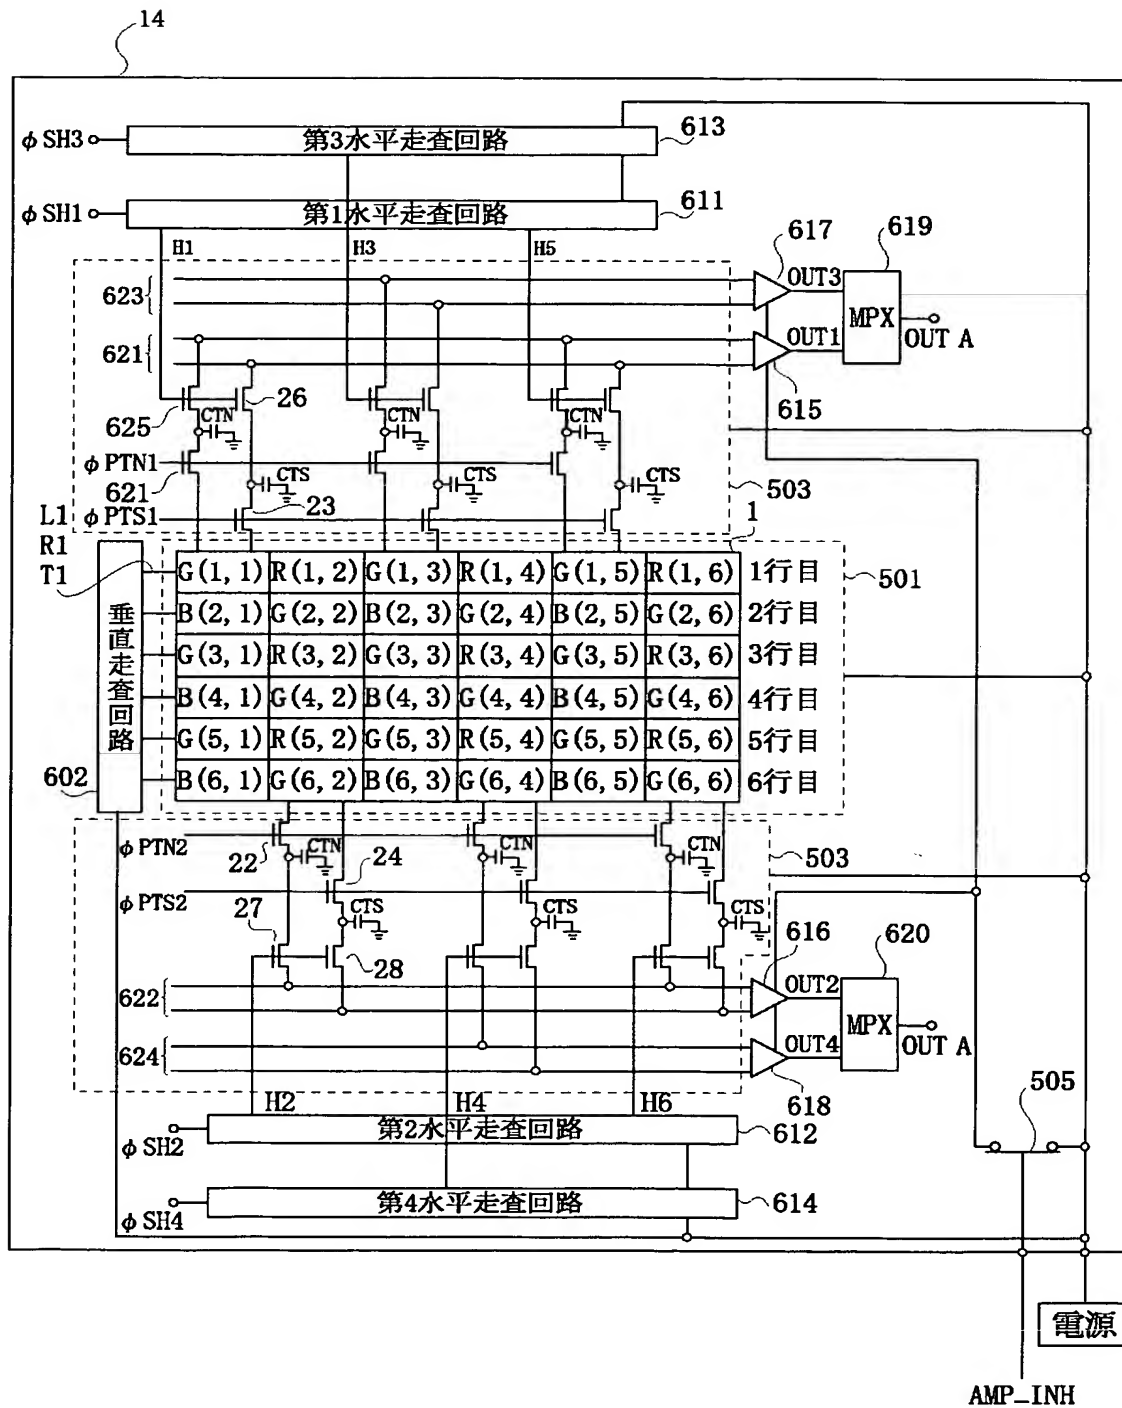 14
φSH3 第3水平走査回路 613
φSH1 第1水平走査回路 611
H1 H3 H5
617 619
623 OUT3
MPX OUT A
621 OUT1
615
625 26 CTN CTN CTN
φPTN1
621 CTS CTS CTS 503
L1 φPTS1 23 1
R1
T1
G(1,1) R(1,2) G(1,3) R(1,4) G(1,5) R(1,6) 1行目 501
B(2,1) G(2,2) B(2,3) G(2,4) B(2,5) G(2,6) 2行目
G(3,1) R(3,2) G(3,3) R(3,4) G(3,5) R(3,6) 3行目
B(4,1) G(4,2) B(4,3) G(4,4) B(4,5) G(4,6) 4行目
G(5,1) R(5,2) G(5,3) R(5,4) G(5,5) R(5,6) 5行目
B(6,1) G(6,2) B(6,3) G(6,4) B(6,5) G(6,6) 6行目
垂直走査回路
602
φPTN2 22 CTN CTN CTN 503
24
φPTS2 CTS CTS CTS
27 28
616 620
622 OUT2
MPX OUT A
624 OUT4
618
505
H2 H4 H6
φSH2 第2水平走査回路 612
φSH4 第4水平走査回路 614
電源
AMP_INH